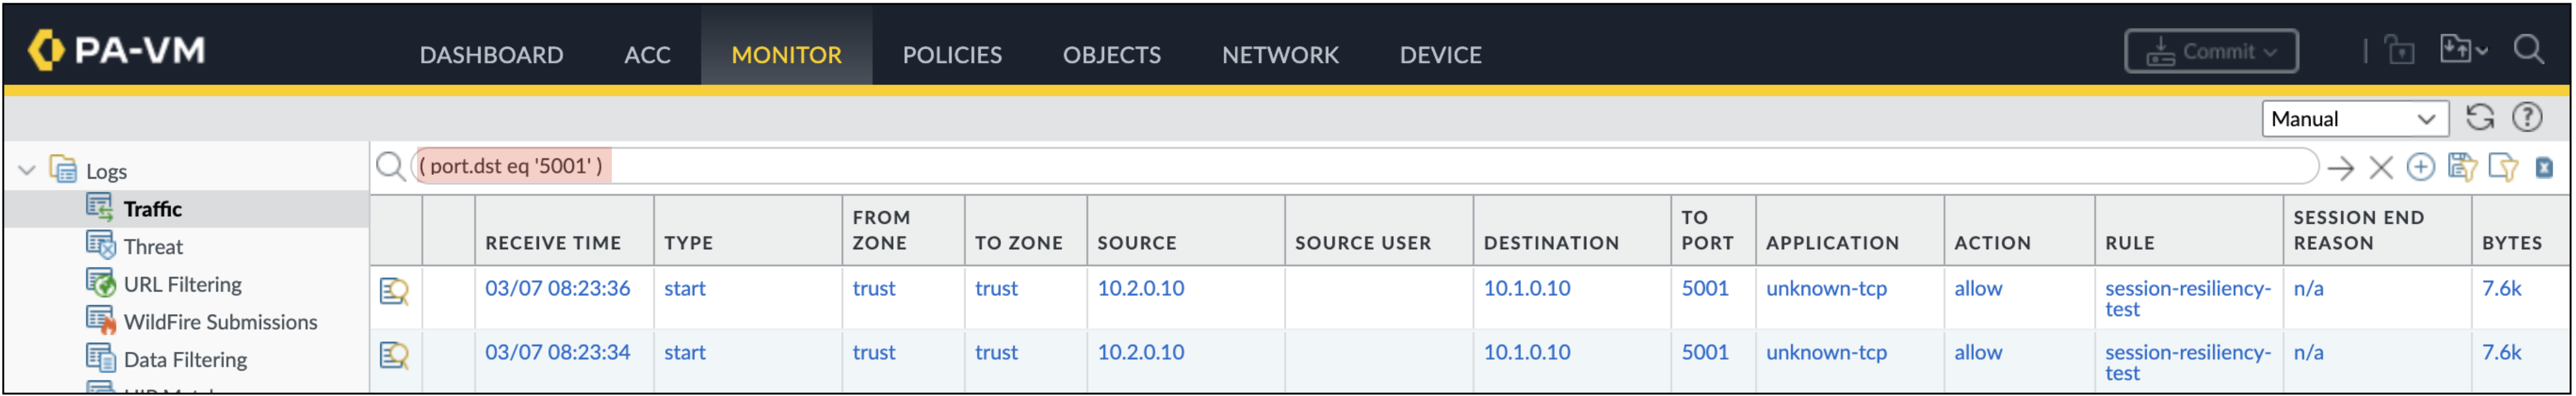 PA-VM DASHBOARD ACC MONITOR POLICIES OBJECTS NETWORK DEVICE Commit
Manual
Logs
Traffic
Threat
URL Filtering
WildFire Submissions
Data Filtering
( port.dst eq '5001' )
RECEIVE TIME TYPE FROM ZONE TO ZONE SOURCE SOURCE USER DESTINATION TO PORT APPLICATION ACTION RULE SESSION END REASON BYTES
03/07 08:23:36 start trust trust 10.2.0.10 10.1.0.10 5001 unknown-tcp allow session-resiliency-test n/a 7.6k
03/07 08:23:34 start trust trust 10.2.0.10 10.1.0.10 5001 unknown-tcp allow session-resiliency-test n/a 7.6k